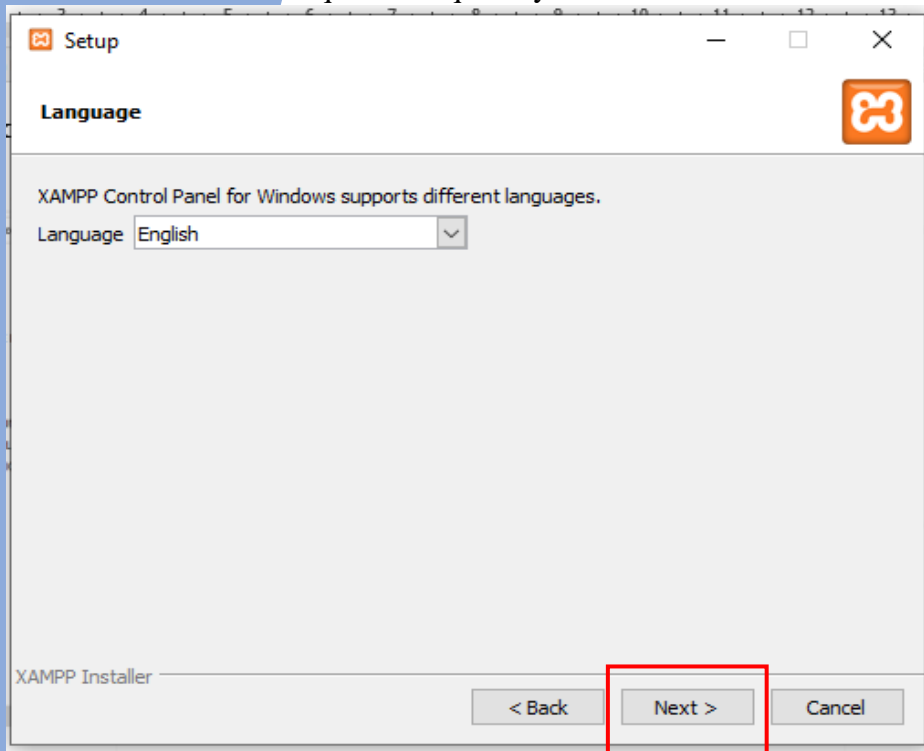 Setup
Language
XAMPP Control Panel for Windows supports different languages.
Language English
XAMPP Installer
< Back Next > Cancel